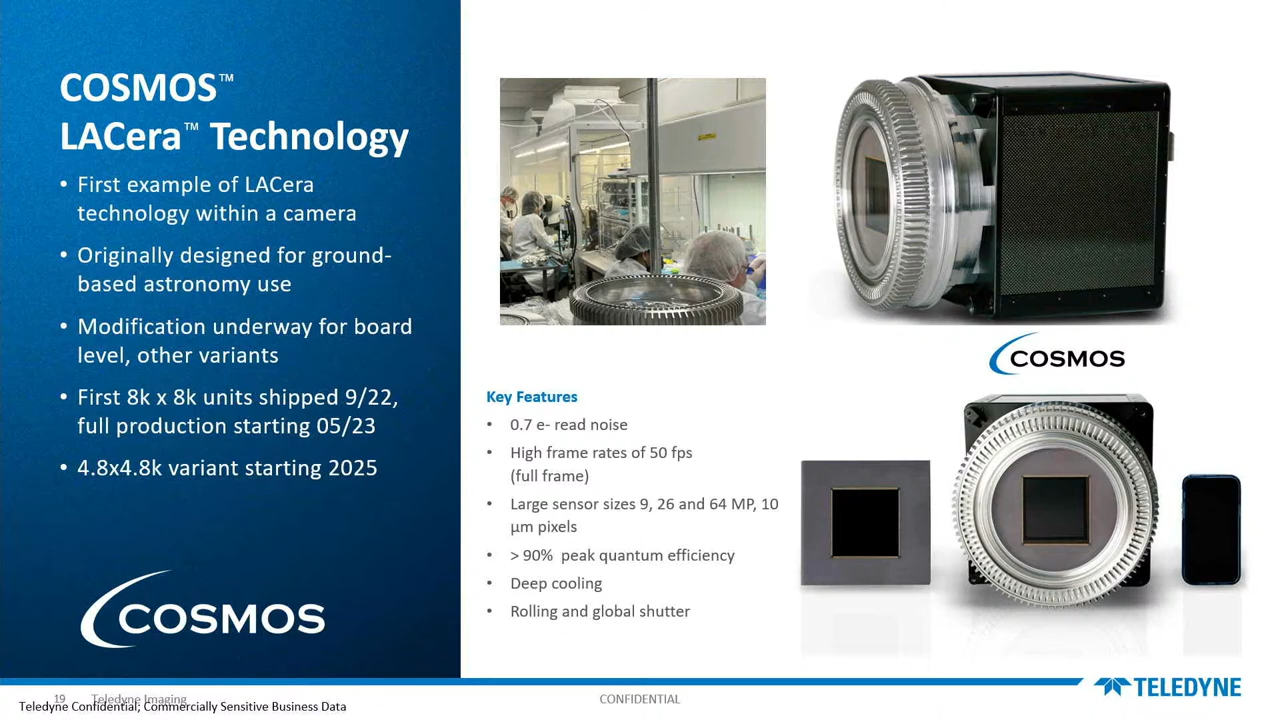 COSMOS™
LACera™ Technology
• First example of LACera
technology within a camera
• Originally designed for ground-
based astronomy use
• Modification underway for board
level, other variants
• First 8k x 8k units shipped 9/22,
full production starting 05/23
• 4.8x4.8k variant starting 2025
COSMOS
COSMOS
Key Features
• 0.7 e- read noise
• High frame rates of 50 fps
(full frame)
• Large sensor sizes 9, 26 and 64 MP, 10
µm pixels
• > 90% peak quantum efficiency
• Deep cooling
• Rolling and global shutter
19 Teledyne Imaging
Teledyne Confidential; Commercially Sensitive Business Data
CONFIDENTIAL
TELEDYNE